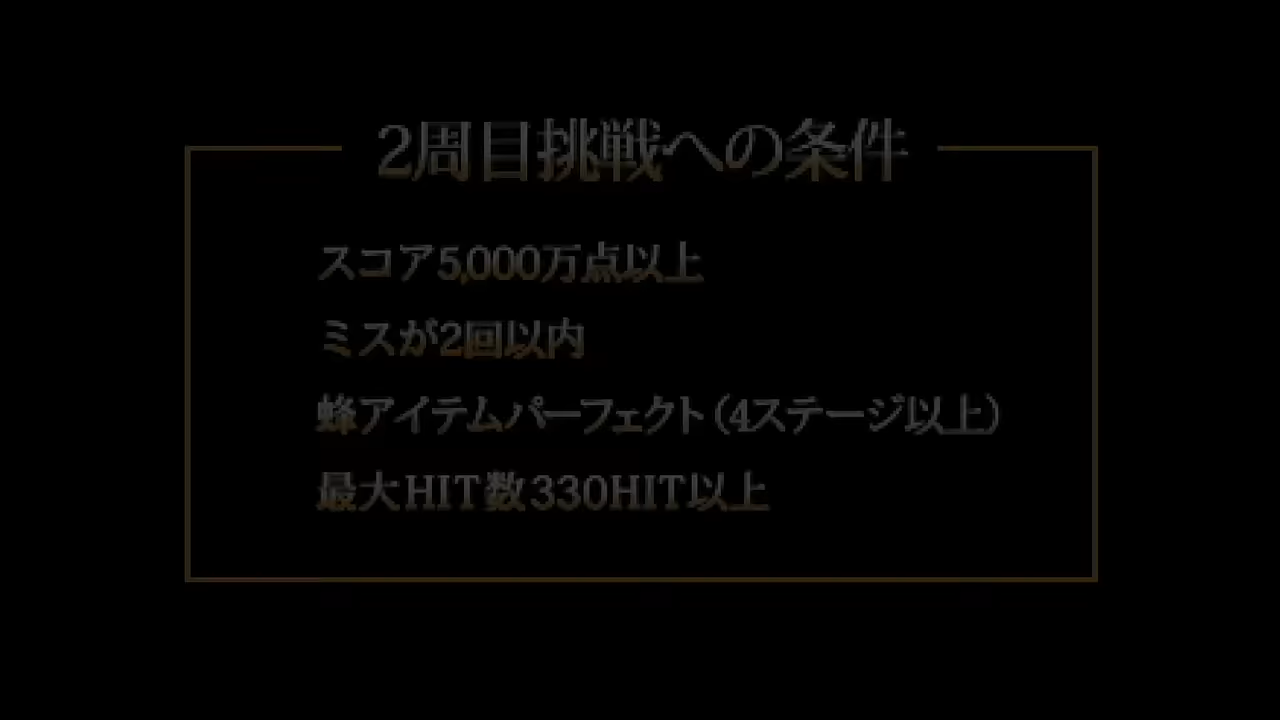 2周目挑戦への条件
スコア5,000万点以上
ミスが2回以内
蜂アイテムパーフェクト(4ステージ以上)
最大HIT数330HIT以上